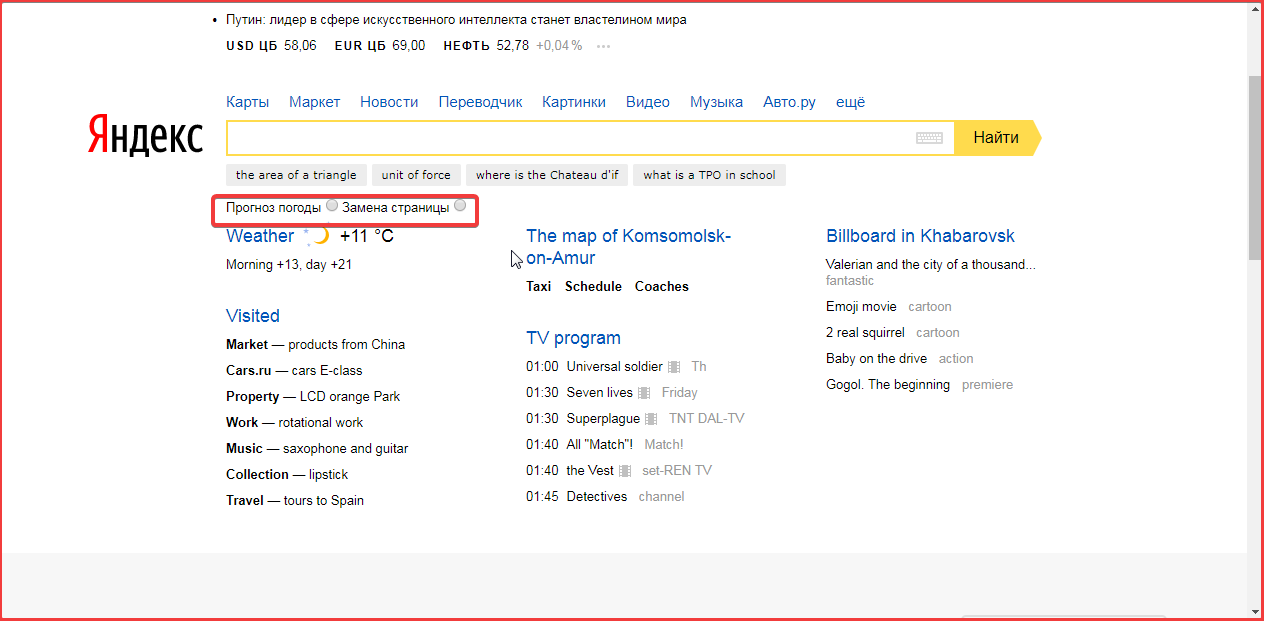 • Путин: лидер в сфере искусственного интеллекта станет властелином мира
USD ЦБ 58,06 EUR ЦБ 69,00 НЕФТЬ 52,78 +0,04% •••
Карты Маркет Новости Переводчик Картинки Видео Музыка Авто.ру ещё
Яндекс
Найти
the area of a triangle unit of force where is the Chateau d'if what is a TPO in school
Прогноз погоды Замена страницы
Weather +11 °C
Morning +13, day +21
Visited
Market — products from China
Cars.ru — cars E-class
Property — LCD orange Park
Work — rotational work
Music — saxophone and guitar
Collection — lipstick
Travel — tours to Spain
The map of Komsomolsk-
on-Amur
Taxi Schedule Coaches
TV program
01:00 Universal soldier Th
01:30 Seven lives Friday
01:30 Superplague TNT DAL-TV
01:40 All "Match"! Match!
01:40 the Vest set-REN TV
01:45 Detectives channel
Billboard in Khabarovsk
Valerian and the city of a thousand...
fantastic
Emoji movie cartoon
2 real squirrel cartoon
Baby on the drive action
Gogol. The beginning premiere